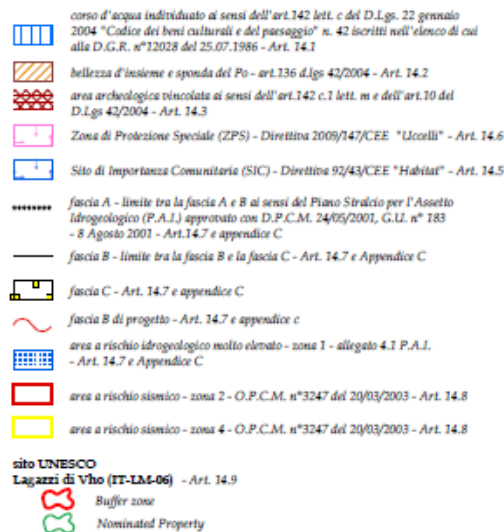 corso d'acqua individuato ai sensi dell'art.142 lett. c del D.Lgs. 22 gennaio
2004 "Codice dei beni culturali e del paesaggio" n. 42 iscritti nell'elenco di cui
alla D.G.R. n°12028 del 25.07.1986 - Art. 14.1
bellezza d'insieme e sponda del Po - art.136 d.lgs 42/2004 - Art. 14.2
area archeologica vincolata ai sensi dell'art.142 c.1 lett. m e dell'art.10 del
D.Lgs 42/2004 - Art. 14.3
Zona di Protezione Speciale (ZPS) - Direttiva 2009/147/CEE "Uccelli" - Art. 14.6
Sito di Importanza Comunitaria (SIC) - Direttiva 92/43/CEE "Habitat" - Art. 14.5
fascia A - limite tra la fascia A e B ai sensi del Piano Stralcio per l'Assetto
Idrogeologico (P.A.I.) approvato con D.P.C.M. 24/05/2001, G.U. n° 183
- 8 Agosto 2001 - Art.14.7 e appendice C
fascia B - limite tra la fascia B e la fascia C - Art. 14.7 e Appendice C
fascia C - Art. 14.7 e appendice C
fascia B di progetto - Art. 14.7 e appendice c
area a rischio idrogeologico molto elevato - zona 1 - allegato 4.1 P.A.I.
- Art. 14.7 e Appendice C
area a rischio sismico - zona 2 - O.P.C.M. n°3247 del 20/03/2003 - Art. 14.8
area a rischio sismico - zona 4 - O.P.C.M. n°3247 del 20/03/2003 - Art. 14.8
sito UNESCO
Lagazzi di Vho (IT-LM-06) - Art. 14.9
Buffer zone
Nominated Property